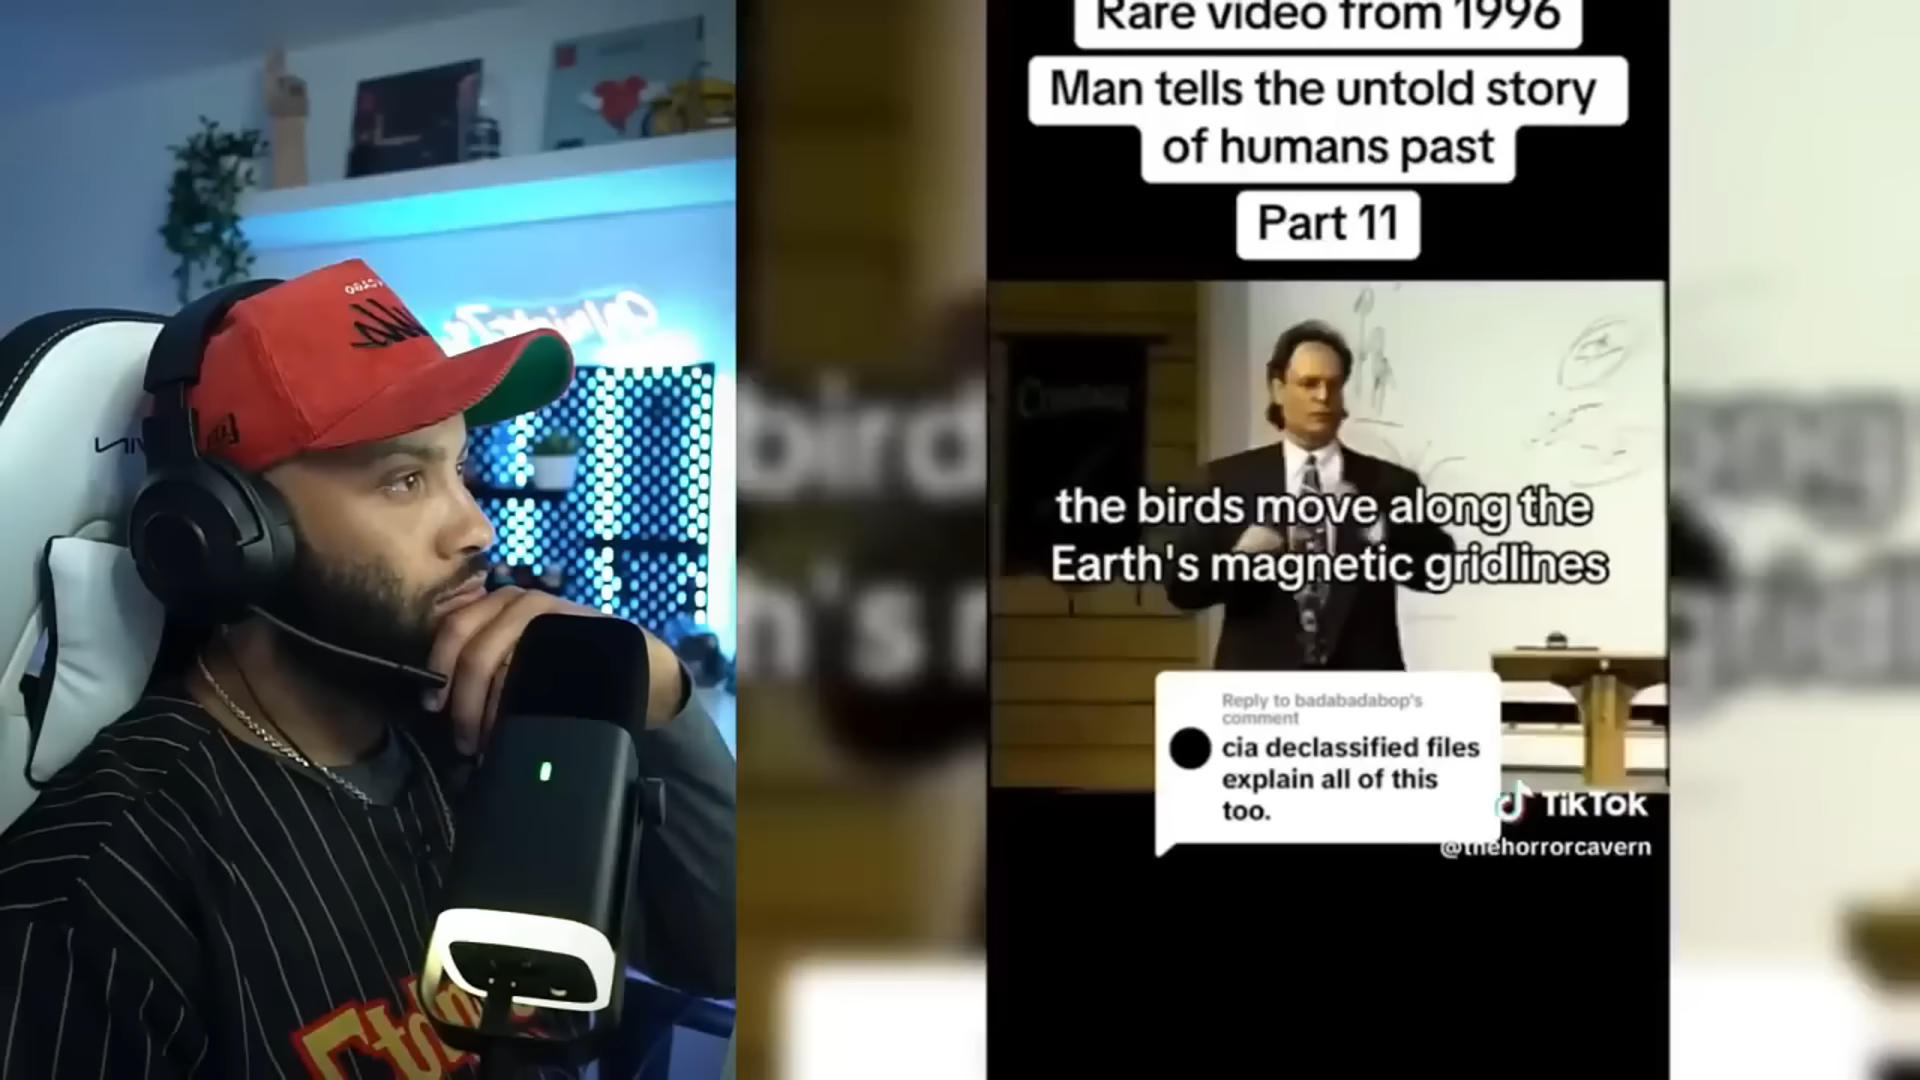 Rare video from 1996
Man tells the untold story
of humans past
Part 11
the birds move along the
Earth's magnetic gridlines
Reply to badabadabop's
comment
cia declassified files
explain all of this
too.
TikTok
@thehorrorcavern